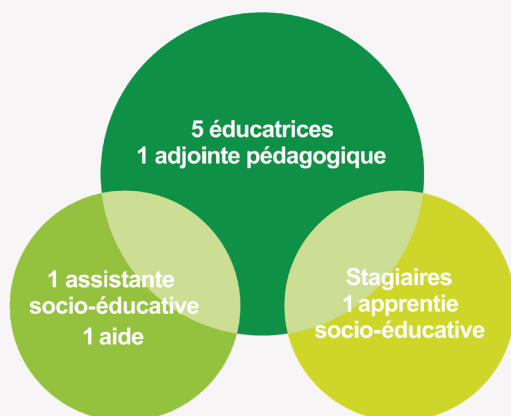 5 éducatrices
1 adjointe pédagogique
1 assistante
socio-éducative
1 aide
Stagiaires
1 apprentie
socio-éducative